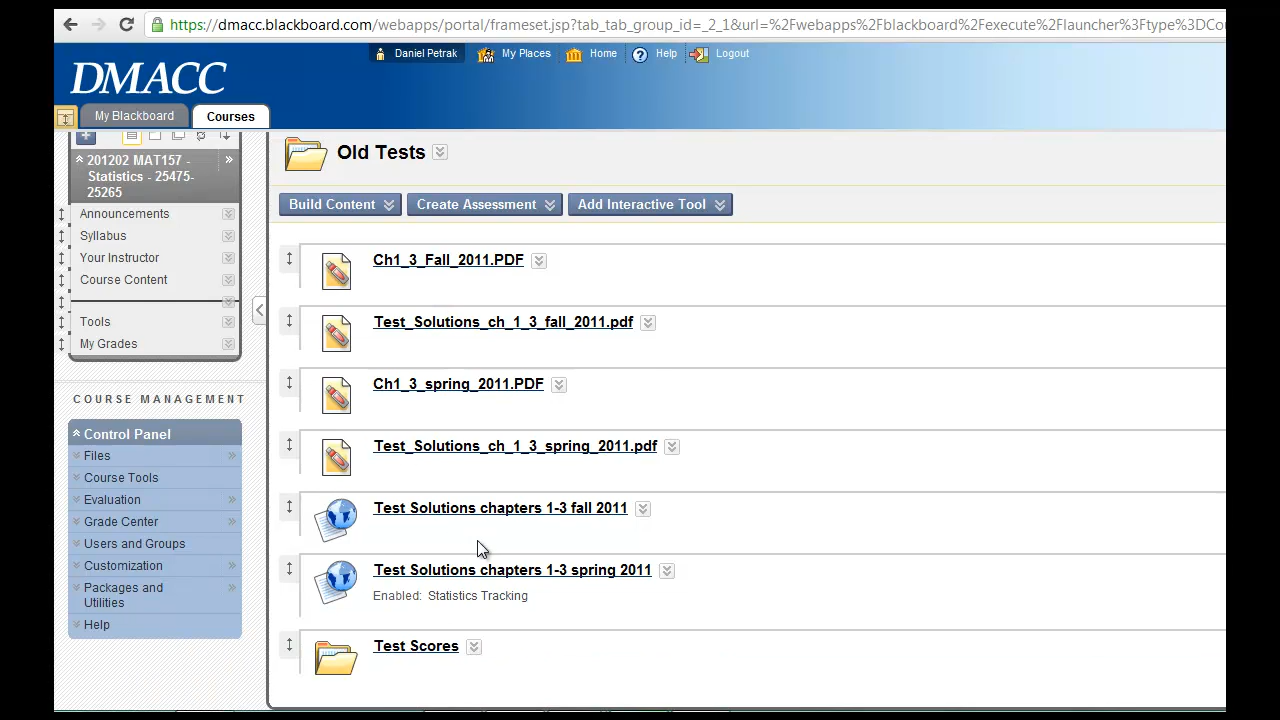 https://dmacc.blackboard.com/webapps/portal/frameset.jsp?tab_tab_group_id=_2_1&url=%2Fwebapps%2Fblackboard%2Fexecute%2Flauncher%3Ftype%3DCou
Daniel Petrak My Places Home Help Logout
DMACC
My Blackboard Courses
201202 MAT157 -
Statistics - 25475-
25265
Announcements
Syllabus
Your Instructor
Course Content
Tools
My Grades
COURSE MANAGEMENT
Control Panel
Files
Course Tools
Evaluation
Grade Center
Users and Groups
Customization
Packages and
Utilities
Help
Old Tests
Build Content Create Assessment Add Interactive Tool
Ch1_3_Fall_2011.PDF
Test_Solutions_ch_1_3_fall_2011.pdf
Ch1_3_spring_2011.PDF
Test_Solutions_ch_1_3_spring_2011.pdf
Test Solutions chapters 1-3 fall 2011
Test Solutions chapters 1-3 spring 2011
Enabled: Statistics Tracking
Test Scores